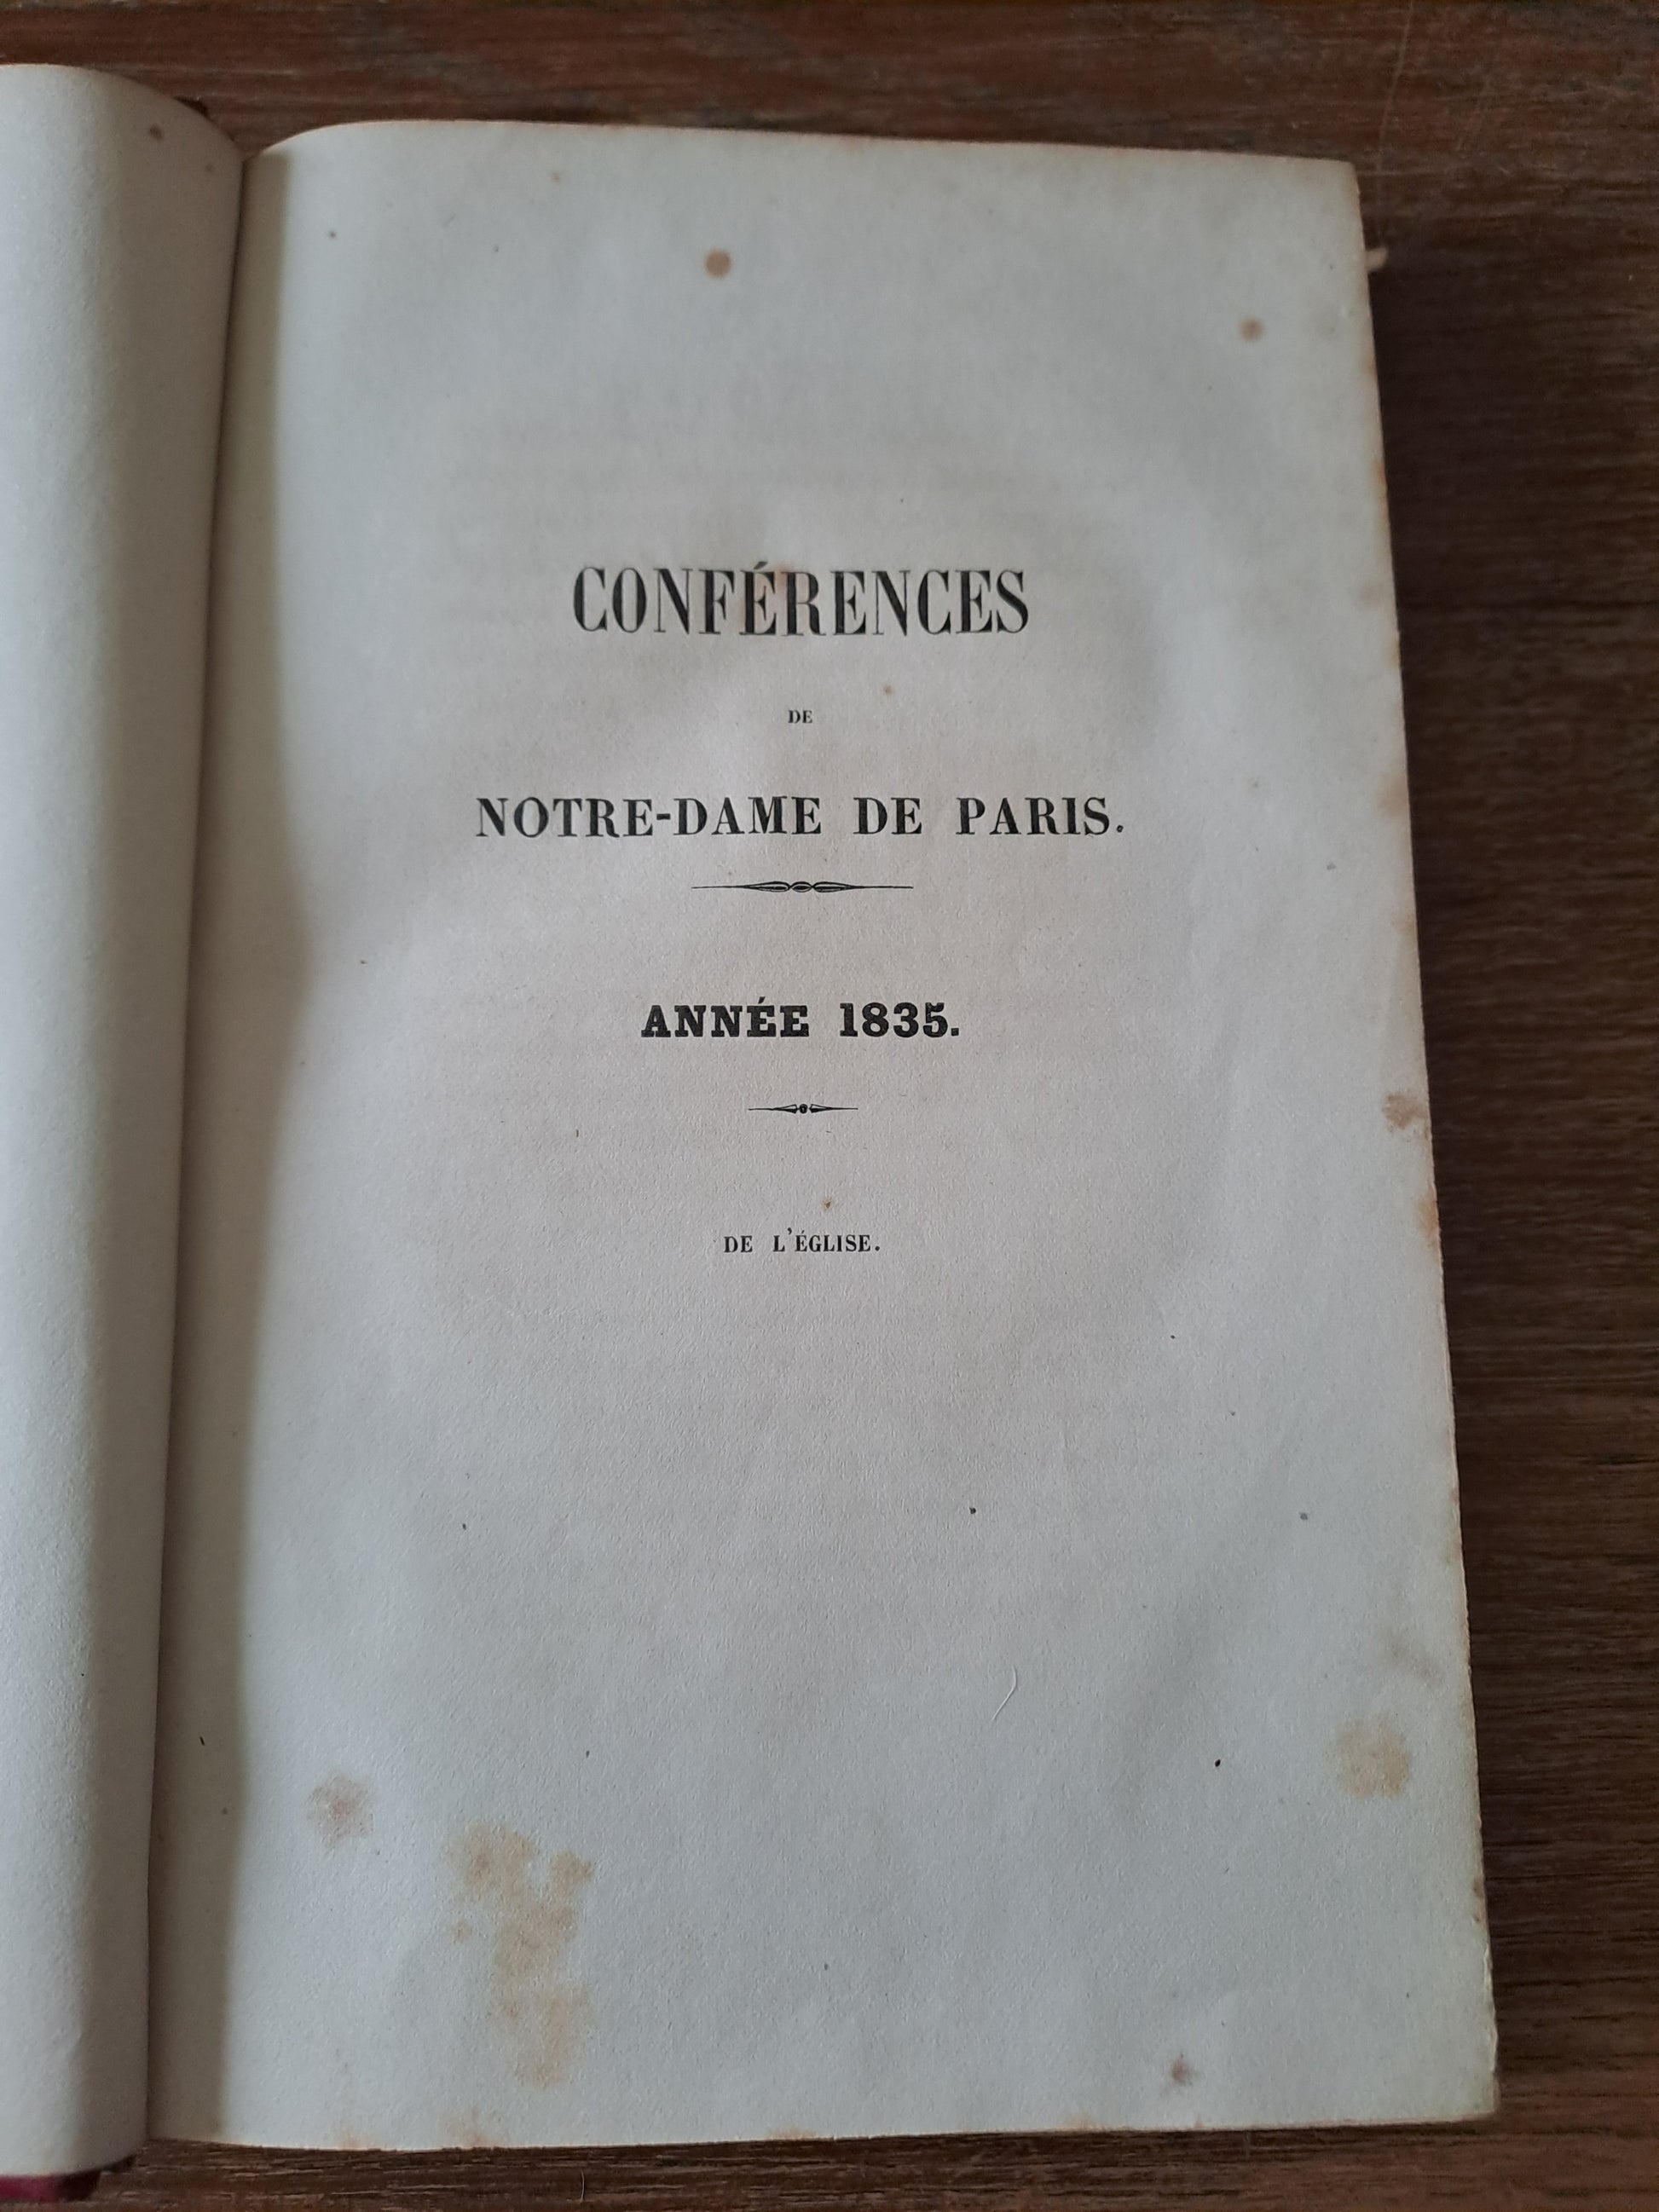 CONFÉRENCES
DE
NOTRE-DAME DE PARIS.
ANNÉE 1835.
DE L'ÉGLISE.